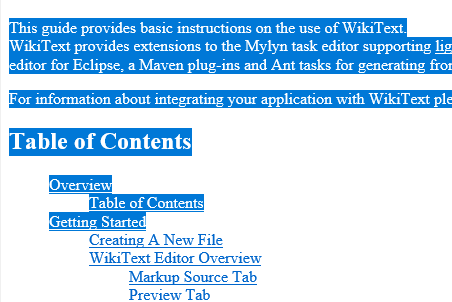 This guide provides basic instructions on the use of WikiText.
WikiText provides extensions to the Mylyn task editor supporting
editor for Eclipse, a Maven plug-ins and Ant tasks for generating
For information about integrating your application with WikiText
Table of Contents
Overview
Table of Contents
Getting Started
Creating A New File
WikiText Editor Overview
Markup Source Tab
Preview Tab